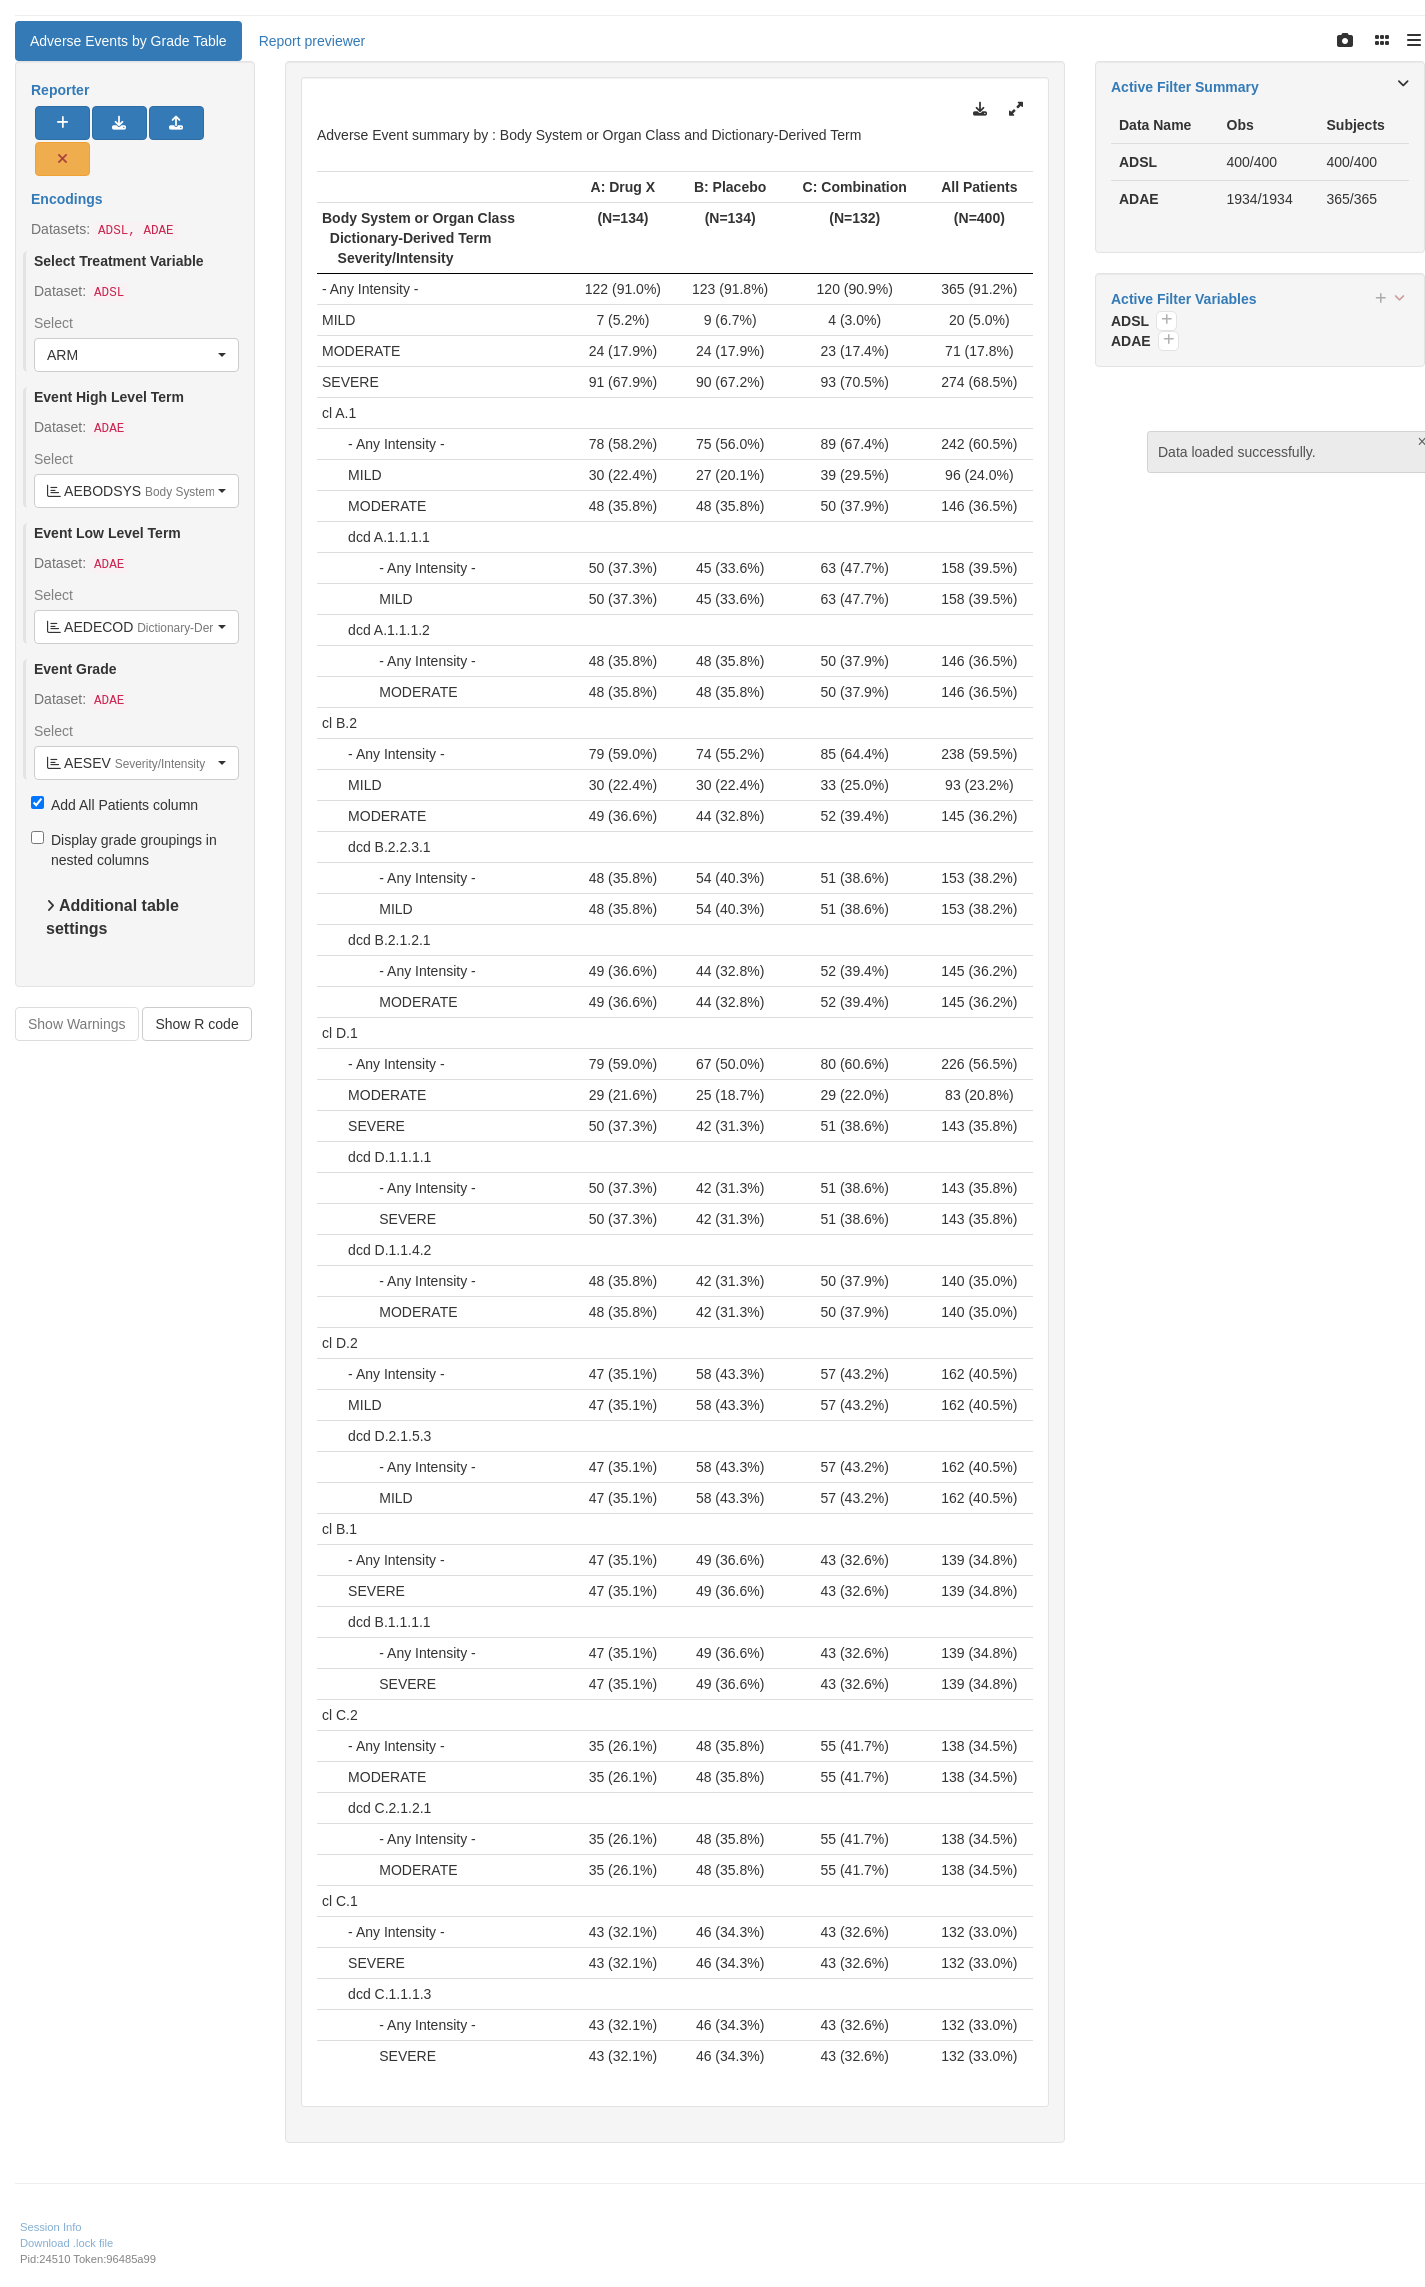 Adverse Events by Grade Table Report previewer
Reporter
Encodings
Datasets: ADSL, ADAE
Select Treatment Variable
Dataset: ADSL
Select
ARM
Event High Level Term
Dataset: ADAE
Select
AEBODSYS Body System
Event Low Level Term
Dataset: ADAE
Select
AEDECOD Dictionary-Der
Event Grade
Dataset: ADAE
Select
AESEV Severity/Intensity
Add All Patients column
Display grade groupings in
nested columns
Additional table
settings
Show Warnings Show R code
Adverse Event summary by : Body System or Organ Class and Dictionary-Derived Term
A: Drug X B: Placebo C: Combination All Patients
Body System or Organ Class (N=134) (N=134) (N=132) (N=400)
Dictionary-Derived Term
Severity/Intensity
- Any Intensity - 122 (91.0%) 123 (91.8%) 120 (90.9%) 365 (91.2%)
MILD 7 (5.2%) 9 (6.7%) 4 (3.0%) 20 (5.0%)
MODERATE 24 (17.9%) 24 (17.9%) 23 (17.4%) 71 (17.8%)
SEVERE 91 (67.9%) 90 (67.2%) 93 (70.5%) 274 (68.5%)
cl A.1
- Any Intensity - 78 (58.2%) 75 (56.0%) 89 (67.4%) 242 (60.5%)
MILD 30 (22.4%) 27 (20.1%) 39 (29.5%) 96 (24.0%)
MODERATE 48 (35.8%) 48 (35.8%) 50 (37.9%) 146 (36.5%)
dcd A.1.1.1.1
- Any Intensity - 50 (37.3%) 45 (33.6%) 63 (47.7%) 158 (39.5%)
MILD 50 (37.3%) 45 (33.6%) 63 (47.7%) 158 (39.5%)
dcd A.1.1.1.2
- Any Intensity - 48 (35.8%) 48 (35.8%) 50 (37.9%) 146 (36.5%)
MODERATE 48 (35.8%) 48 (35.8%) 50 (37.9%) 146 (36.5%)
cl B.2
- Any Intensity - 79 (59.0%) 74 (55.2%) 85 (64.4%) 238 (59.5%)
MILD 30 (22.4%) 30 (22.4%) 33 (25.0%) 93 (23.2%)
MODERATE 49 (36.6%) 44 (32.8%) 52 (39.4%) 145 (36.2%)
dcd B.2.2.3.1
- Any Intensity - 48 (35.8%) 54 (40.3%) 51 (38.6%) 153 (38.2%)
MILD 48 (35.8%) 54 (40.3%) 51 (38.6%) 153 (38.2%)
dcd B.2.1.2.1
- Any Intensity - 49 (36.6%) 44 (32.8%) 52 (39.4%) 145 (36.2%)
MODERATE 49 (36.6%) 44 (32.8%) 52 (39.4%) 145 (36.2%)
cl D.1
- Any Intensity - 79 (59.0%) 67 (50.0%) 80 (60.6%) 226 (56.5%)
MODERATE 29 (21.6%) 25 (18.7%) 29 (22.0%) 83 (20.8%)
SEVERE 50 (37.3%) 42 (31.3%) 51 (38.6%) 143 (35.8%)
dcd D.1.1.1.1
- Any Intensity - 50 (37.3%) 42 (31.3%) 51 (38.6%) 143 (35.8%)
SEVERE 50 (37.3%) 42 (31.3%) 51 (38.6%) 143 (35.8%)
dcd D.1.1.4.2
- Any Intensity - 48 (35.8%) 42 (31.3%) 50 (37.9%) 140 (35.0%)
MODERATE 48 (35.8%) 42 (31.3%) 50 (37.9%) 140 (35.0%)
cl D.2
- Any Intensity - 47 (35.1%) 58 (43.3%) 57 (43.2%) 162 (40.5%)
MILD 47 (35.1%) 58 (43.3%) 57 (43.2%) 162 (40.5%)
dcd D.2.1.5.3
- Any Intensity - 47 (35.1%) 58 (43.3%) 57 (43.2%) 162 (40.5%)
MILD 47 (35.1%) 58 (43.3%) 57 (43.2%) 162 (40.5%)
cl B.1
- Any Intensity - 47 (35.1%) 49 (36.6%) 43 (32.6%) 139 (34.8%)
SEVERE 47 (35.1%) 49 (36.6%) 43 (32.6%) 139 (34.8%)
dcd B.1.1.1.1
- Any Intensity - 47 (35.1%) 49 (36.6%) 43 (32.6%) 139 (34.8%)
SEVERE 47 (35.1%) 49 (36.6%) 43 (32.6%) 139 (34.8%)
cl C.2
- Any Intensity - 35 (26.1%) 48 (35.8%) 55 (41.7%) 138 (34.5%)
MODERATE 35 (26.1%) 48 (35.8%) 55 (41.7%) 138 (34.5%)
dcd C.2.1.2.1
- Any Intensity - 35 (26.1%) 48 (35.8%) 55 (41.7%) 138 (34.5%)
MODERATE 35 (26.1%) 48 (35.8%) 55 (41.7%) 138 (34.5%)
cl C.1
- Any Intensity - 43 (32.1%) 46 (34.3%) 43 (32.6%) 132 (33.0%)
SEVERE 43 (32.1%) 46 (34.3%) 43 (32.6%) 132 (33.0%)
dcd C.1.1.1.3
- Any Intensity - 43 (32.1%) 46 (34.3%) 43 (32.6%) 132 (33.0%)
SEVERE 43 (32.1%) 46 (34.3%) 43 (32.6%) 132 (33.0%)
Active Filter Summary
Data Name Obs Subjects
ADSL 400/400 400/400
ADAE 1934/1934 365/365
Active Filter Variables
ADSL
ADAE
Data loaded successfully.
Session Info
Download .lock file
Pid:24510 Token:96485a99